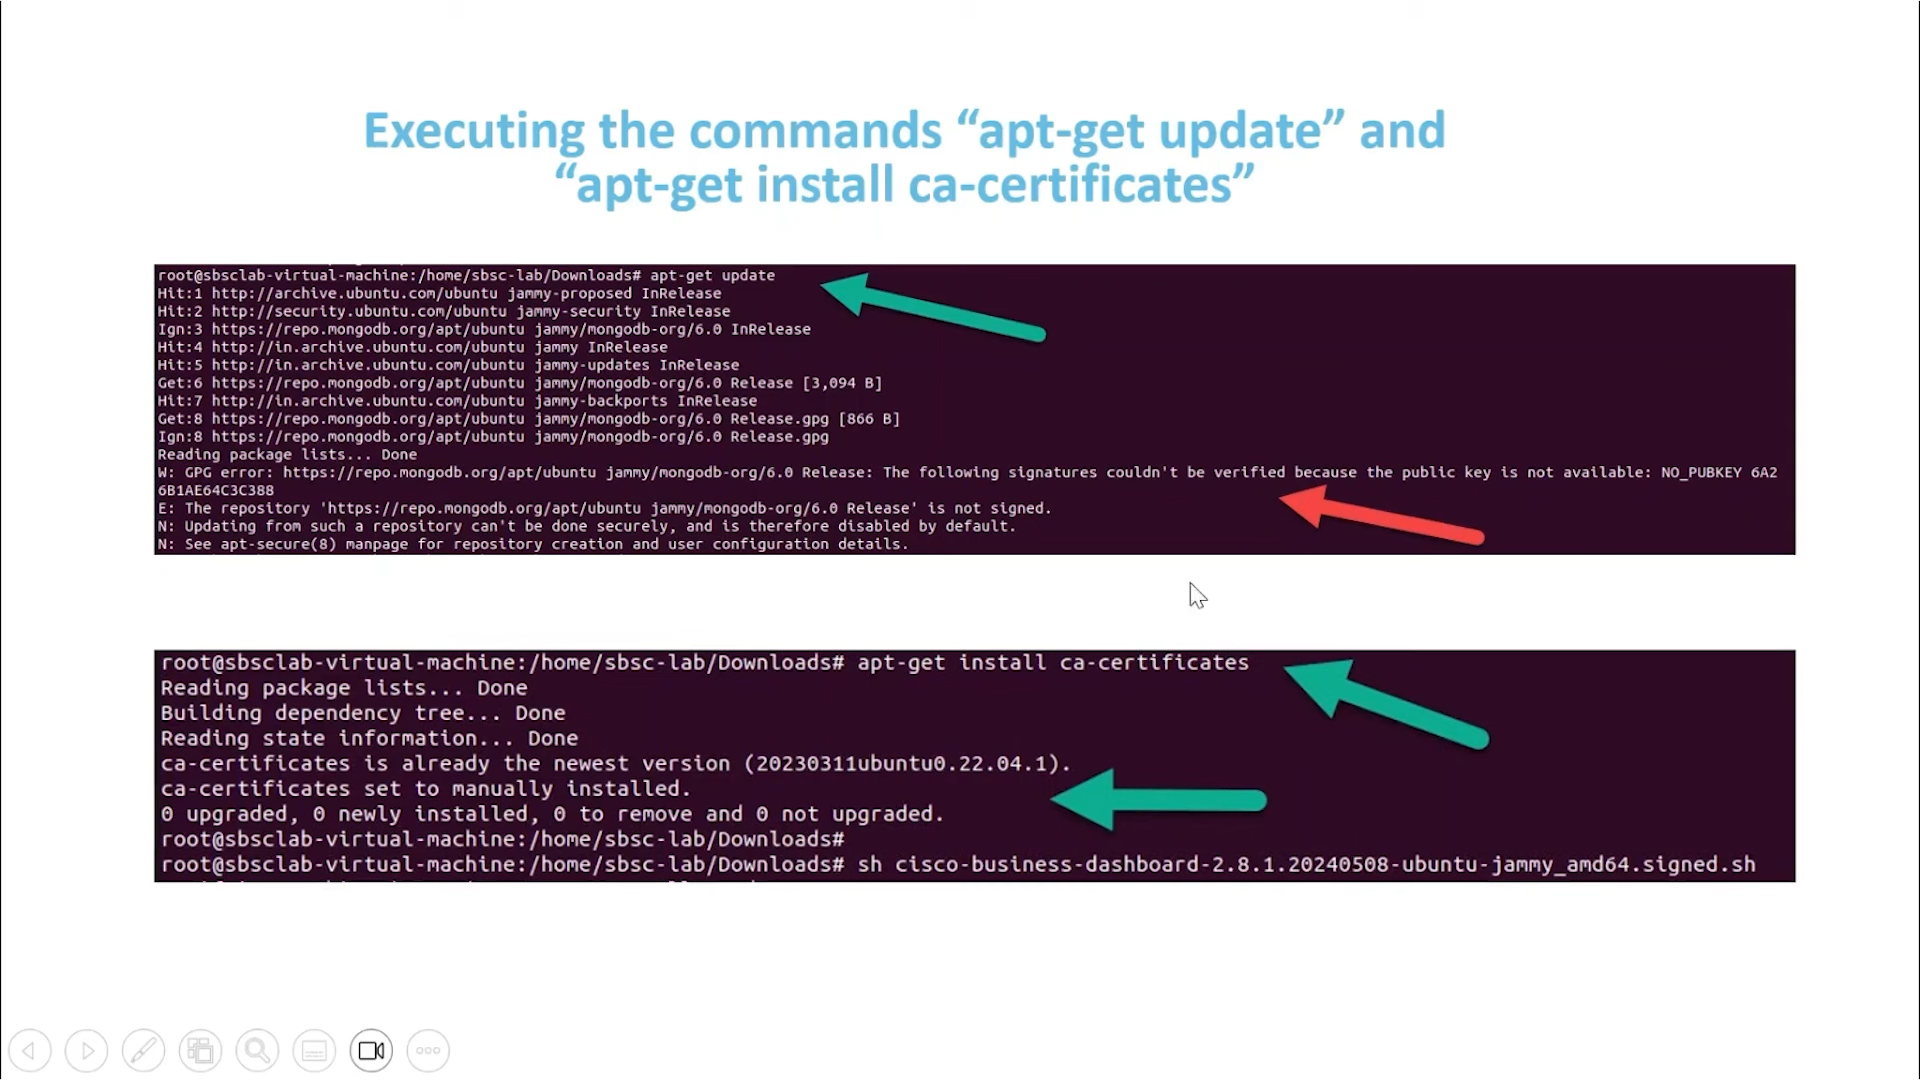 Executing the commands “apt-get update” and
“apt-get install ca-certificates”
root@sbsclab-virtual-machine:/home/sbsc-lab/Downloads# apt-get update
Hit:1 http://archive.ubuntu.com/ubuntu jammy-proposed InRelease
Hit:2 http://security.ubuntu.com/ubuntu jammy-security InRelease
Ign:3 https://repo.mongodb.org/apt/ubuntu jammy/mongodb-org/6.0 InRelease
Hit:4 http://in.archive.ubuntu.com/ubuntu jammy InRelease
Hit:5 http://in.archive.ubuntu.com/ubuntu jammy-updates InRelease
Get:6 https://repo.mongodb.org/apt/ubuntu jammy/mongodb-org/6.0 Release [3,094 B]
Hit:7 http://in.archive.ubuntu.com/ubuntu jammy-backports InRelease
Get:8 https://repo.mongodb.org/apt/ubuntu jammy/mongodb-org/6.0 Release.gpg [866 B]
Ign:8 https://repo.mongodb.org/apt/ubuntu jammy/mongodb-org/6.0 Release.gpg
Reading package lists... Done
W: GPG error: https://repo.mongodb.org/apt/ubuntu jammy/mongodb-org/6.0 Release: The following signatures couldn't be verified because the public key is not available: NO_PUBKEY 6A2
6B1AE64C3C388
E: The repository 'https://repo.mongodb.org/apt/ubuntu jammy/mongodb-org/6.0 Release' is not signed.
N: Updating from such a repository can't be done securely, and is therefore disabled by default.
N: See apt-secure(8) manpage for repository creation and user configuration details.
root@sbsclab-virtual-machine:/home/sbsc-lab/Downloads# apt-get install ca-certificates
Reading package lists... Done
Building dependency tree... Done
Reading state information... Done
ca-certificates is already the newest version (20230311ubuntu0.22.04.1).
ca-certificates set to manually installed.
0 upgraded, 0 newly installed, 0 to remove and 0 not upgraded.
root@sbsclab-virtual-machine:/home/sbsc-lab/Downloads#
root@sbsclab-virtual-machine:/home/sbsc-lab/Downloads# sh cisco-business-dashboard-2.8.1.20240508-ubuntu-jammy_amd64.signed.sh